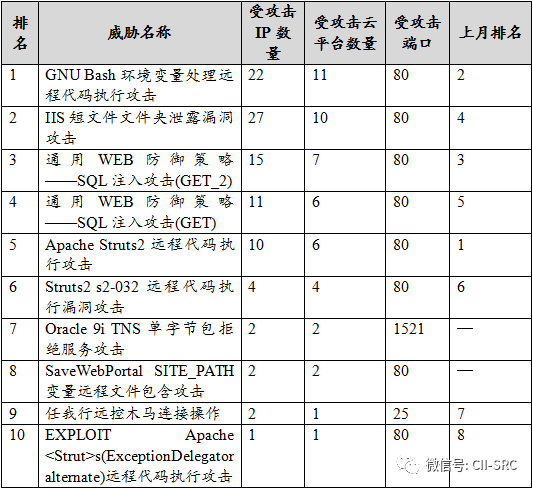 排名 威胁名称 受攻击IP 数量 受攻击云平台数量 受攻击端口 上月排名
1 GNU Bash 环境变量处理远程代码执行攻击 22 11 80 2
2 IIS 短文件文件夹泄露漏洞攻击 27 10 80 4
3 通用 WEB 防御策略——SQL 注入攻击(GET_2) 15 7 80 3
4 通用 WEB 防御策略——SQL 注入攻击(GET) 11 6 80 5
5 Apache Struts2 远程代码执行攻击 10 6 80 1
6 Struts2 s2-032 远程代码执行漏洞攻击 4 4 80 6
7 Oracle 9i TNS 单字节包拒绝服务攻击 2 2 1521 —
8 SaveWebPortal SITE_PATH 变量远程文件包含攻击 2 2 80 —
9 任我行远控木马连接操作 2 1 25 7
10 EXPLOIT Apache <Strut>s(ExceptionDelegator alternate)远程代码执行攻击 1 1 80 8
微信号: CII-SRC